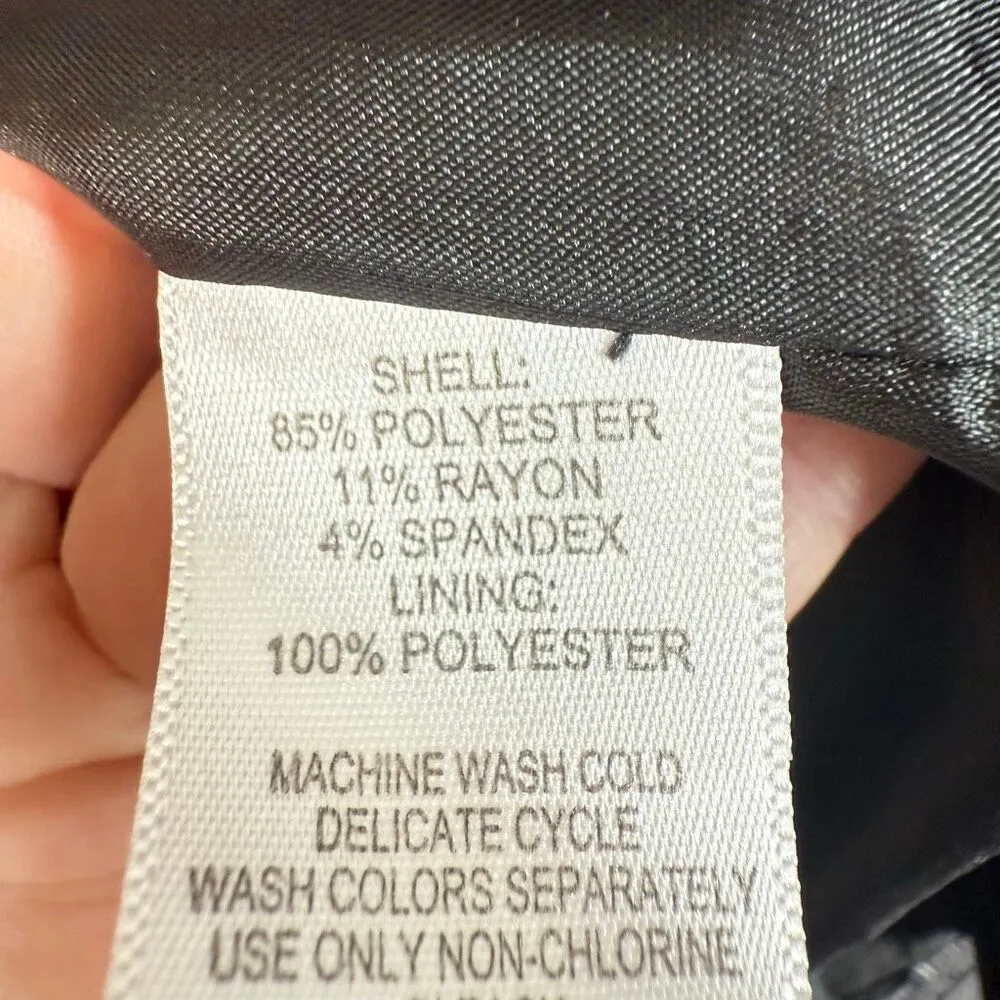 SHELL:
85% POLYESTER
11% RAYON
4% SPANDEX
LINING:
100% POLYESTER
MACHINE WASH COLD
DELICATE CYCLE
WASH COLORS SEPARATELY
USE ONLY NON-CHLORINE